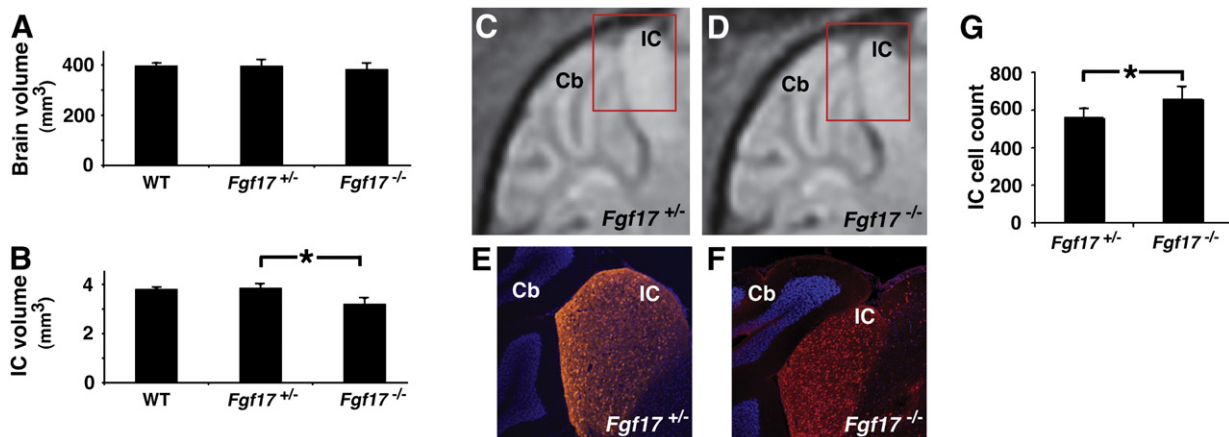 A
Brain volume
(mm3)
400
200
0
WT
Fgf17 +/-
Fgf17 -/-
B
IC volume
(mm3)
4
2
0
*
WT
Fgf17 +/-
Fgf17 -/-
C
IC
Cb
Fgf17 +/-
D
IC
Cb
Fgf17 -/-
E
Cb
IC
Fgf17 +/-
F
Cb
IC
Fgf17 -/-
G
IC cell count
800
600
400
200
0
*
Fgf17 +/-
Fgf17 -/-